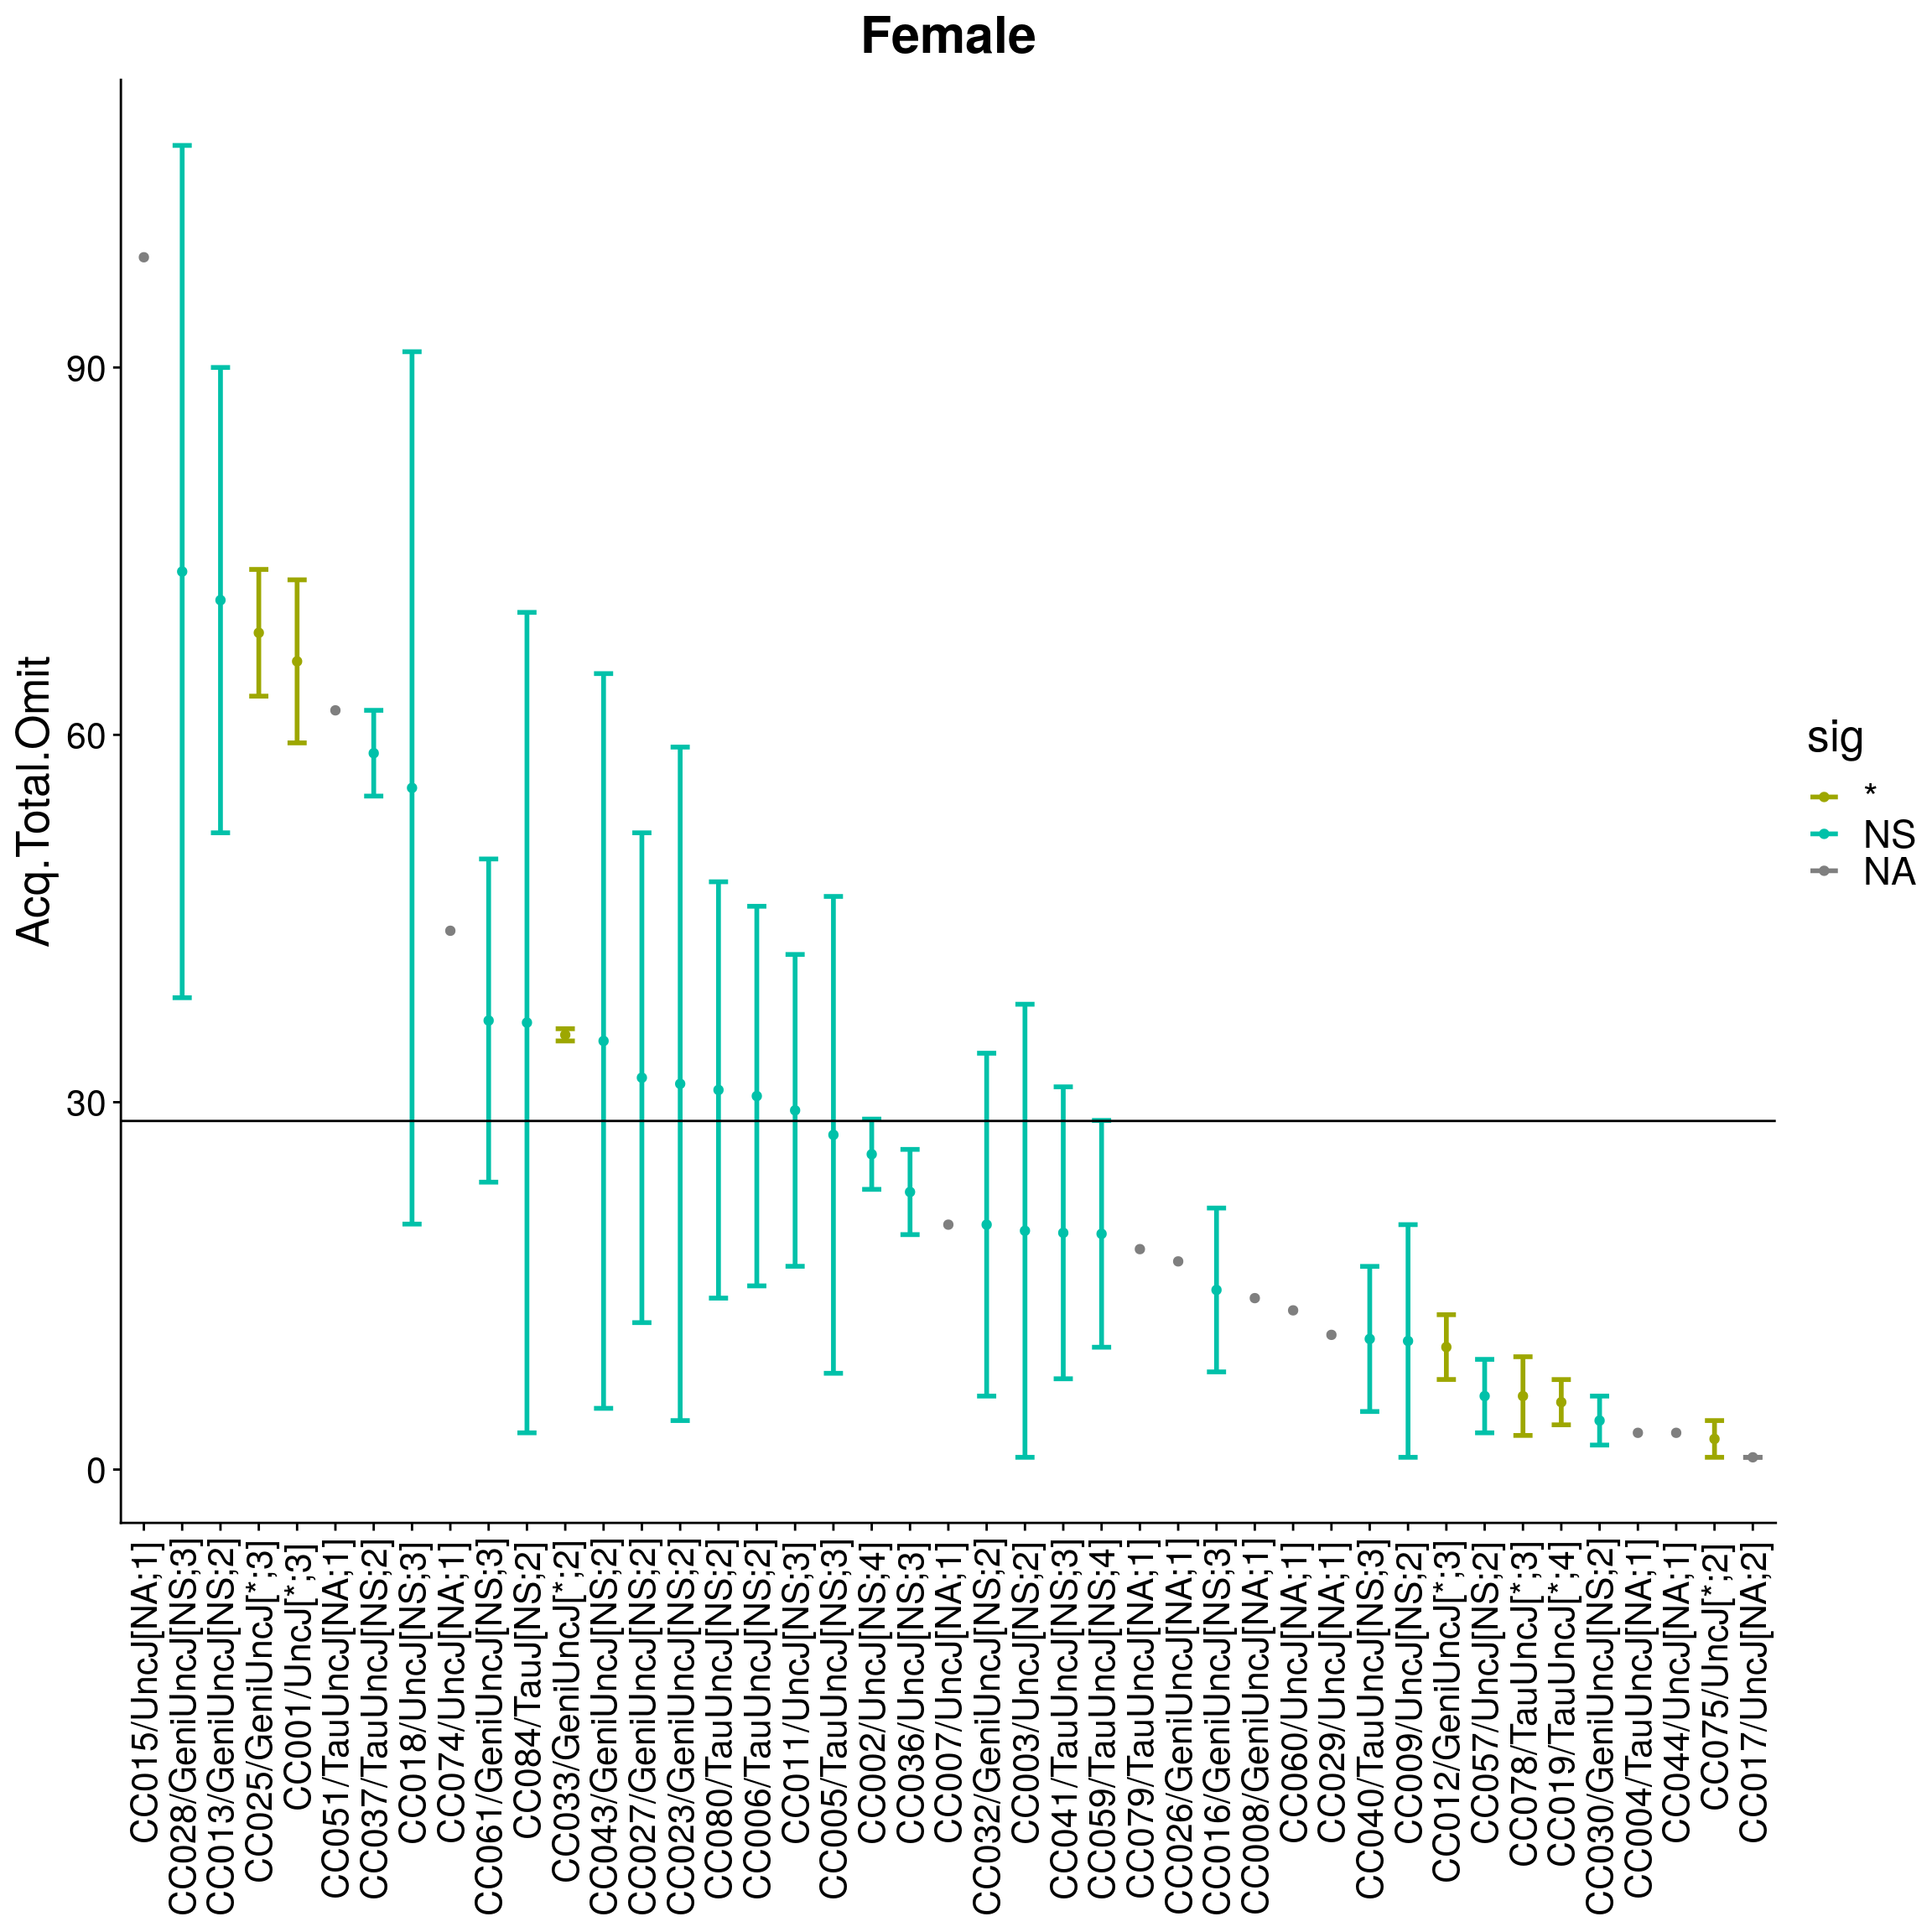 Female
Acq.Total.Omit
90
60
30
0
CC015/UncJ[NA;1]
CC028/GeniUncJ[NS;3]
CC013/GeniUncJ[NS;2]
CC025/GeniUncJ[*;3]
CC001/UncJ[*;3]
CC051/TauUncJ[NA;1]
CC037/TauUncJ[NS;2]
CC018/UncJ[NS;3]
CC074/UncJ[NA;1]
CC061/GeniUncJ[NS;3]
CC084/TauJ[NS;2]
CC033/GeniUncJ[*;2]
CC043/GeniUncJ[NS;2]
CC027/GeniUncJ[NS;2]
CC023/GeniUncJ[NS;2]
CC080/TauUncJ[NS;2]
CC006/TauUncJ[NS;2]
CC011/UncJ[NS;3]
CC005/TauUncJ[NS;3]
CC002/UncJ[NS;4]
CC036/UncJ[NS;3]
CC007/UncJ[NA;1]
CC032/GeniUncJ[NS;2]
CC003/UncJ[NS;2]
CC041/TauUncJ[NS;3]
CC059/TauUncJ[NS;4]
CC079/TauUncJ[NA;1]
CC026/GeniUncJ[NA;1]
CC016/GeniUncJ[NS;3]
CC008/GeniUncJ[NA;1]
CC060/UncJ[NA;1]
CC029/UncJ[NA;1]
CC040/TauUncJ[NS;3]
CC009/UncJ[NS;2]
CC012/GeniUncJ[*;3]
CC057/UncJ[NS;2]
CC078/TauUncJ[*;3]
CC019/TauUncJ[*;4]
CC030/GeniUncJ[NS;2]
CC004/TauUncJ[NA;1]
CC044/UncJ[NA;1]
CC075/UncJ[*;2]
CC017/UncJ[NA;2]
sig
*
NS
NA